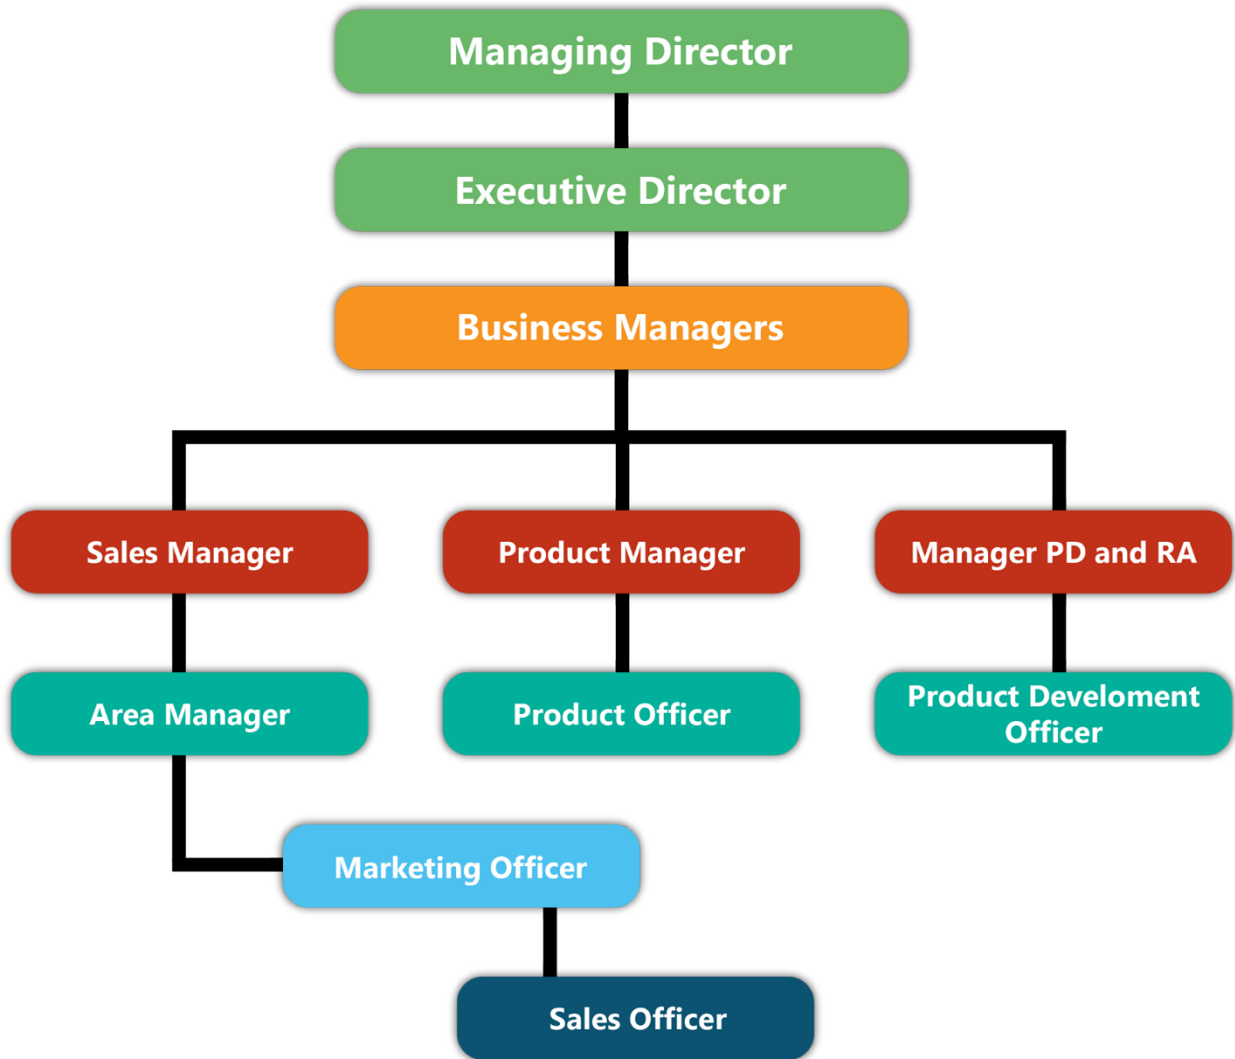 Managing Director
Executive Director
Business Managers
Sales Manager
Product Manager
Manager PD and RA
Area Manager
Product Officer
Product Develoment
Officer
Marketing Officer
Sales Officer